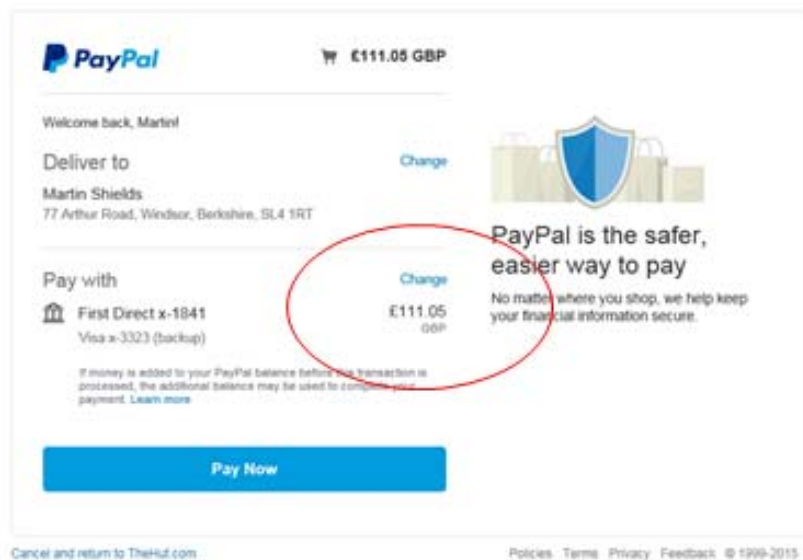 PayPal
£111.05 GBP
Welcome back, Martin!
Deliver to
Change
Martin Shields
77 Arthur Road, Windsor, Berkshire, SL4 1RT
Pay with
Change
First Direct x-1841
£111.05
GBP
Visa x-3323 (backup)
If money is added to your PayPal balance before this transaction is
processed, the additional balance may be used to complete your
payment. Learn more
Pay Now
PayPal is the safer,
easier way to pay
No matter where you shop, we help keep
your financial information secure.
Cancel and return to TheHut.com
Policies Terms Privacy Feedback © 1999-2015